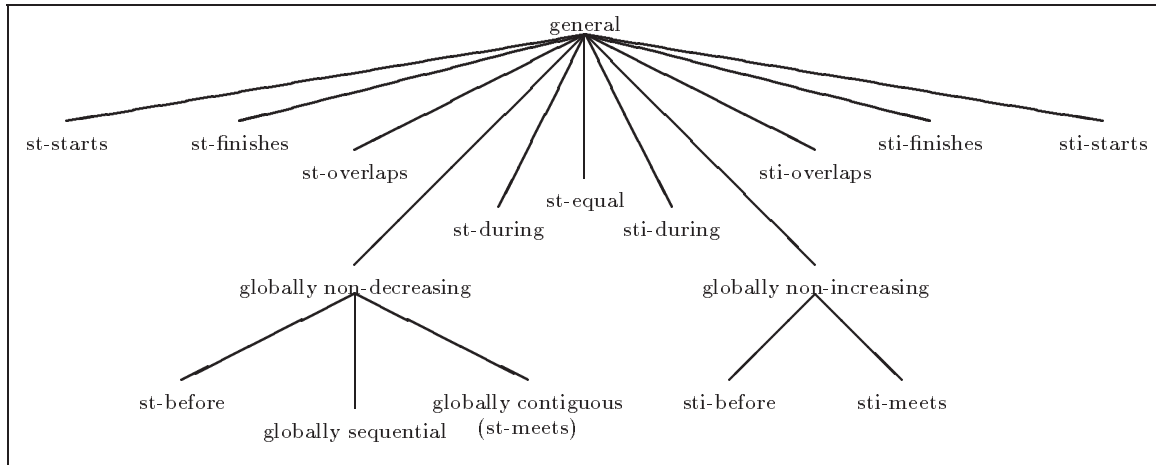 general
st-starts
st-finishes
sti-finishes
sti-starts
st-overlaps
sti-overlaps
st-equal
st-during
sti-during
globally non-decreasing
globally non-increasing
st-before
globally sequential
globally contiguous
(st-meets)
sti-before
sti-meets